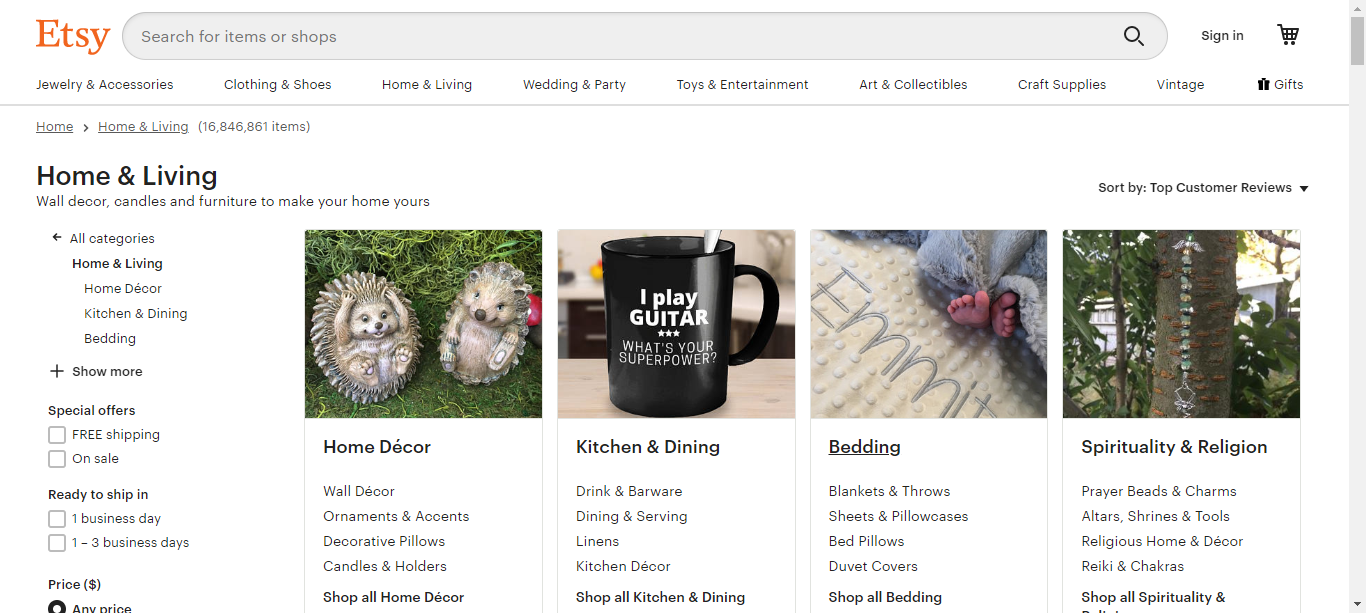 Etsy
Search for items or shops
Sign in
Jewelry & Accessories
Clothing & Shoes
Home & Living
Wedding & Party
Toys & Entertainment
Art & Collectibles
Craft Supplies
Vintage
Gifts
Home
Home & Living
(16,846,861 items)
Home & Living
Wall decor, candles and furniture to make your home yours
Sort by: Top Customer Reviews
All categories
Home & Living
Home Décor
Kitchen & Dining
Bedding
Show more
Special offers
FREE shipping
On sale
Ready to ship in
1 business day
1 – 3 business days
Price ($)
Any price
Home Décor
Wall Décor
Ornaments & Accents
Decorative Pillows
Candles & Holders
Shop all Home Décor
I play
GUITAR
WHAT'S YOUR
SUPERPOWER?
Kitchen & Dining
Drink & Barware
Dining & Serving
Linens
Kitchen Décor
Shop all Kitchen & Dining
Emmit
Bedding
Blankets & Throws
Sheets & Pillowcases
Bed Pillows
Duvet Covers
Shop all Bedding
Spirituality & Religion
Prayer Beads & Charms
Altars, Shrines & Tools
Religious Home & Décor
Reiki & Chakras
Shop all Spirituality &